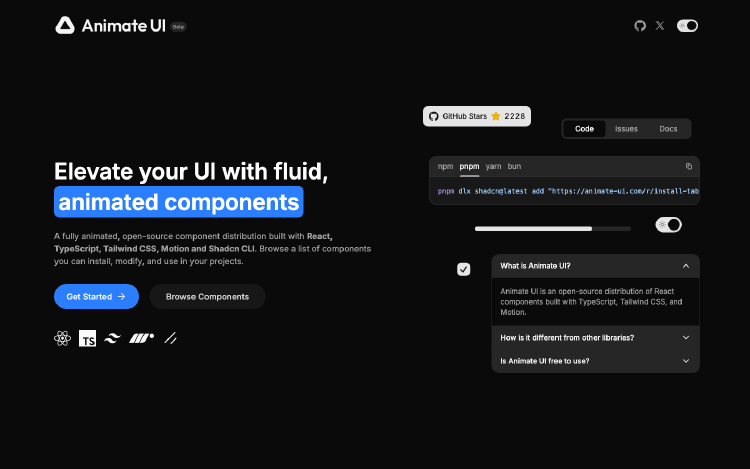 Animate UI Beta
GitHub Stars 2228
Code Issues Docs
Elevate your UI with fluid,
animated components
A fully animated, open-source component distribution built with React,
TypeScript, Tailwind CSS, Motion and Shadcn CLI. Browse a list of components
you can install, modify, and use in your projects.
Get Started
Browse Components
TS
npm pnpm yarn bun
pnpm dlx shadcn@latest add "https://animate-ui.com/r/install-tab
What is Animate UI?
Animate UI is an open-source distribution of React
components built with TypeScript, Tailwind CSS, and
Motion.
How is it different from other libraries?
Is Animate UI free to use?